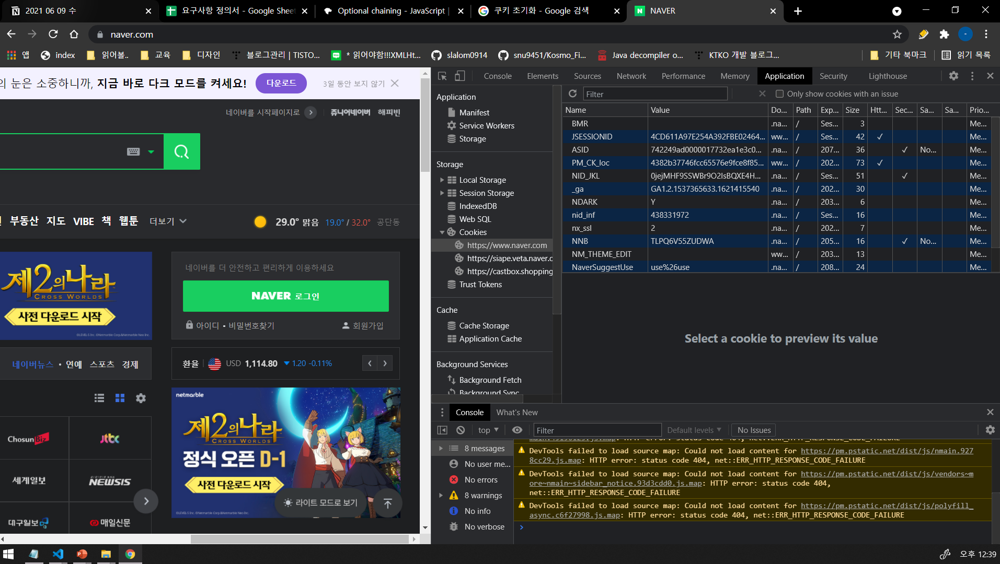 2021 06 09 수
요구사항 정의서 - Google Sheet
Optional chaining - JavaScript |
쿠키 초기화 - Google 검색
NAVER
naver.com
앱
index
읽어볼..
교육
디자인
블로그관리 | TISTO...
* 읽어야함!!!XMLHt...
slalom0914
snu9451/Kosmo_Fi...
Java decompiler o...
KTKO 개발 블로그...
기타 북마크
읽기 목록
의 눈은 소중하니까, 지금 바로 다크 모드를 켜세요!
다운로드
3일 동안 보지 않기
네이버를 시작페이지로
쥬니어네이버
해피빈
부동산 지도 VIBE 책 웹툰 더보기
29.0° 맑음 19.0° / 32.0° 공단동
제2의나라
CROSS WORLDS
사전 다운로드 시작
©LEVEL-5 Inc. ©Netmarble Corp.&Netmarble Neo Inc.
네이버를 더 안전하고 편리하게 이용하세요
NAVER 로그인
아이디 • 비밀번호찾기
회원가입
네이버뉴스 • 연예 스포츠 경제
환율 USD 1,114.80 ▼1.20 -0.11%
ChosunBiz
jtbc
세계일보
NEWSIS
대구일보
매일신문
netmarble
제2의나라
CROSS WORLDS
정식 오픈 D-1
사전 다운로드 시작
©LEVEL-5 Inc. ©Netmarble Corp.&Netmarble Neo Inc.
라이트 모드로 보기
Console
Elements
Sources
Network
Performance
Memory
Application
Security
Lighthouse
Application
Manifest
Service Workers
Storage
Storage
Local Storage
Session Storage
IndexedDB
Web SQL
Cookies
https://www.naver.com
https://siape.veta.naver.c
https://castbox.shopping
Trust Tokens
Cache
Cache Storage
Application Cache
Background Services
Background Fetch
Background Sync
Filter
Only show cookies with an issue
Name Value Do... Path Exp... Size Htt... Sec... Sa... Sa... Prio...
BMR .na... / Ses... 3 Me...
JSESSIONID 4CD611A97E254A392FBE02464... ww... / Ses... 42 ✓ Me...
ASID 742249ad0000017732ea1e3c0... .na... / 207... 36 ✓ No... Me...
PM_CK_loc 4382b37746fcc65576e9fce8f85... ww... / 202... 73 ✓ Me...
NID_JKL 0jejMHF9SSWBr9O2IsBQXE4H... .na... / Ses... 51 ✓ Me...
_ga GA1.2.1537365633.1621415540 .na... / 202... 30 Me...
NDARK Y .na... / 203... 6 Me...
nid_inf 438331972 .na... / Ses... 16 Me...
nx_ssl 2 .na... / 202... 7 Me...
NNB TLPQ6V55ZUDWA .na... / 205... 16 ✓ No... Me...
NM_THEME_EDIT ww... / 203... 13 Me...
NaverSuggestUse use%26use .na... / 208... 24 Me...
Select a cookie to preview its value
Console
What's New
top ▼
Filter
Default levels ▼
No Issues
8 messages
No user me...
No errors
8 warnings
No info
No verbose
DevTools failed to load source map: Could not load content for https://pm.pstatic.net/dist/js/nmain.927
8cc29.js.map: HTTP error: status code 404, net::ERR_HTTP_RESPONSE_CODE_FAILURE
DevTools failed to load source map: Could not load content for https://pm.pstatic.net/dist/js/vendors~m
ore~nmain~sidebar_notice.93d3cdd0.js.map: HTTP error: status code 404,
net::ERR_HTTP_RESPONSE_CODE_FAILURE
DevTools failed to load source map: Could not load content for https://pm.pstatic.net/dist/js/polyfill_
async.c6f27998.js.map: HTTP error: status code 404, net::ERR_HTTP_RESPONSE_CODE_FAILURE
오후 12:39